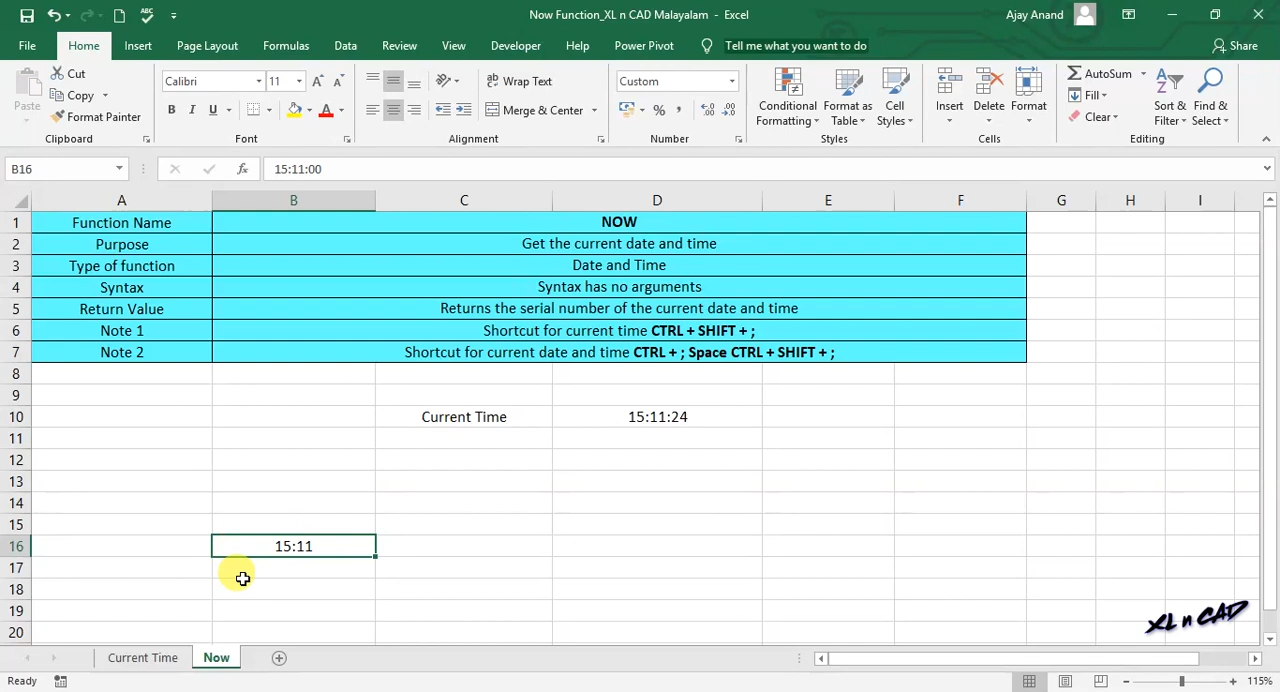 Now Function_XL n CAD Malayalam - Excel
Ajay Anand
File Home Insert Page Layout Formulas Data Review View Developer Help Power Pivot Tell me what you want to do Share
Paste
Cut
Copy
Format Painter
Clipboard
Calibri 11
B I U
Font
Wrap Text
Merge & Center
Alignment
Custom
%
Number
Conditional Formatting
Format as Table
Cell Styles
Styles
Insert
Delete
Format
Cells
AutoSum
Fill
Clear
Sort & Filter
Find & Select
Editing
B16 fx 15:11:00
A B C D E F G H I
1 Function Name NOW
2 Purpose Get the current date and time
3 Type of function Date and Time
4 Syntax Syntax has no arguments
5 Return Value Returns the serial number of the current date and time
6 Note 1 Shortcut for current time CTRL + SHIFT + ;
7 Note 2 Shortcut for current date and time CTRL + ; Space CTRL + SHIFT + ;
8
9
10 Current Time 15:11:24
11
12
13
14
15
16 15:11
17
18
19
20
XL n CAD
Current Time Now
Ready 115%